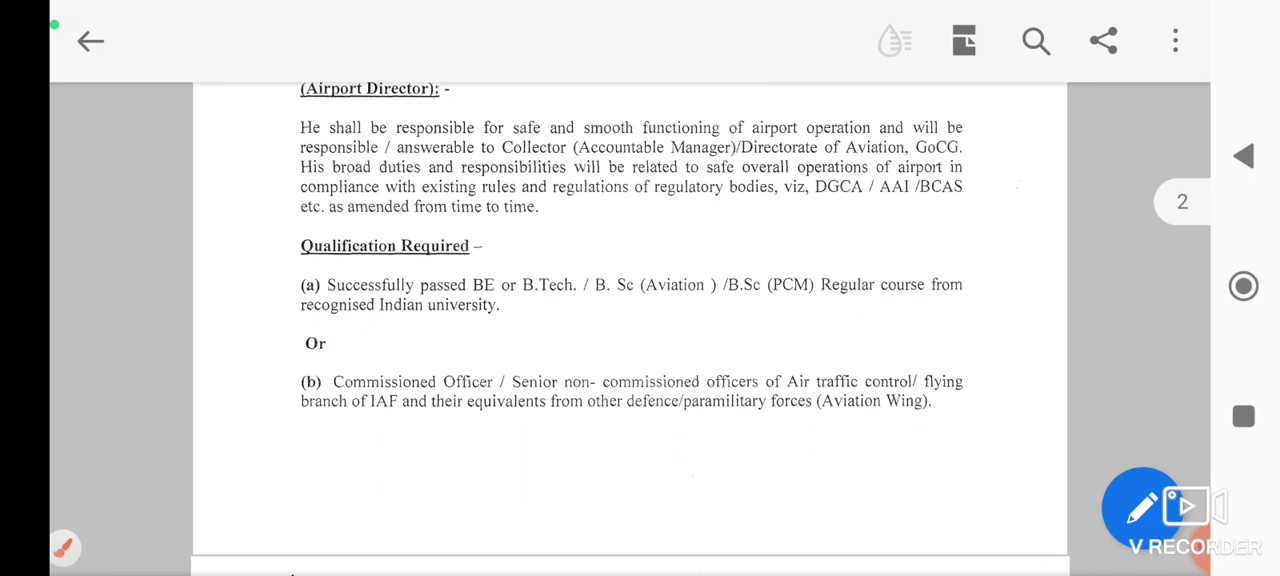 (Airport Director): -
He shall be responsible for safe and smooth functioning of airport operation and will be
responsible / answerable to Collector (Accountable Manager)/Directorate of Aviation, GoCG.
His broad duties and responsibilities will be related to safe overall operations of airport in
compliance with existing rules and regulations of regulatory bodies, viz, DGCA / AAI /BCAS
etc. as amended from time to time.
2
Qualification Required –
(a) Successfully passed BE or B.Tech. / B. Sc (Aviation ) /B.Sc (PCM) Regular course from
recognised Indian university.
Or
(b) Commissioned Officer / Senior non- commissioned officers of Air traffic control/ flying
branch of IAF and their equivalents from other defence/paramilitary forces (Aviation Wing).
V RECORDER